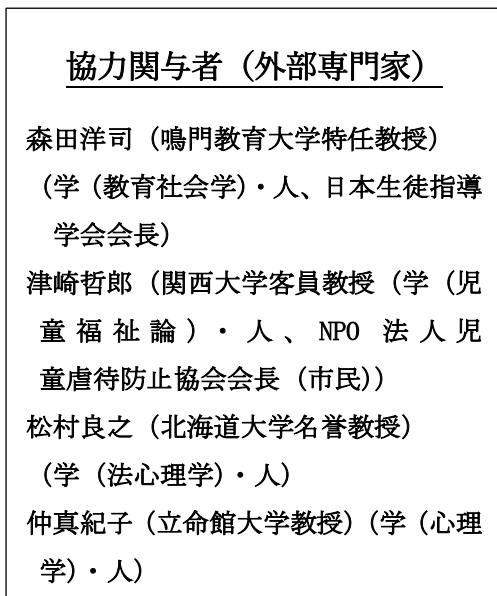 協力関与者（外部専門家）
森田洋司（鳴門教育大学特任教授）
（学（教育社会学）・人、日本生徒指導
学会会長）
津崎哲郎（関西大学客員教授（学（児
童福祉論）・人、NPO 法人児
童虐待防止協会会長（市民））
松村良之（北海道大学名誉教授）
（学（法心理学）・人）
仲真紀子（立命館大学教授）（学（心理
学）・人）